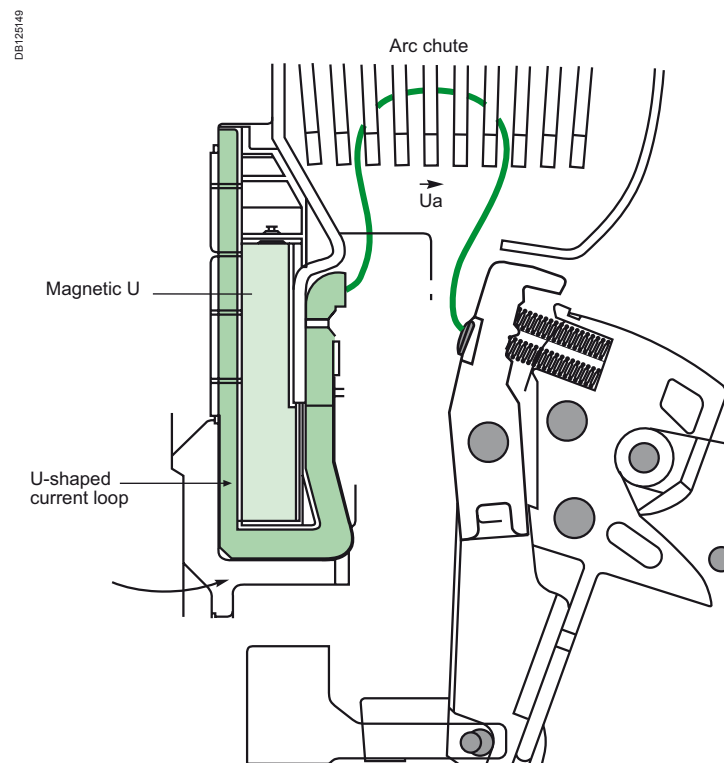 DB125149
Arc chute
Ua
Magnetic U
U-shaped
current loop